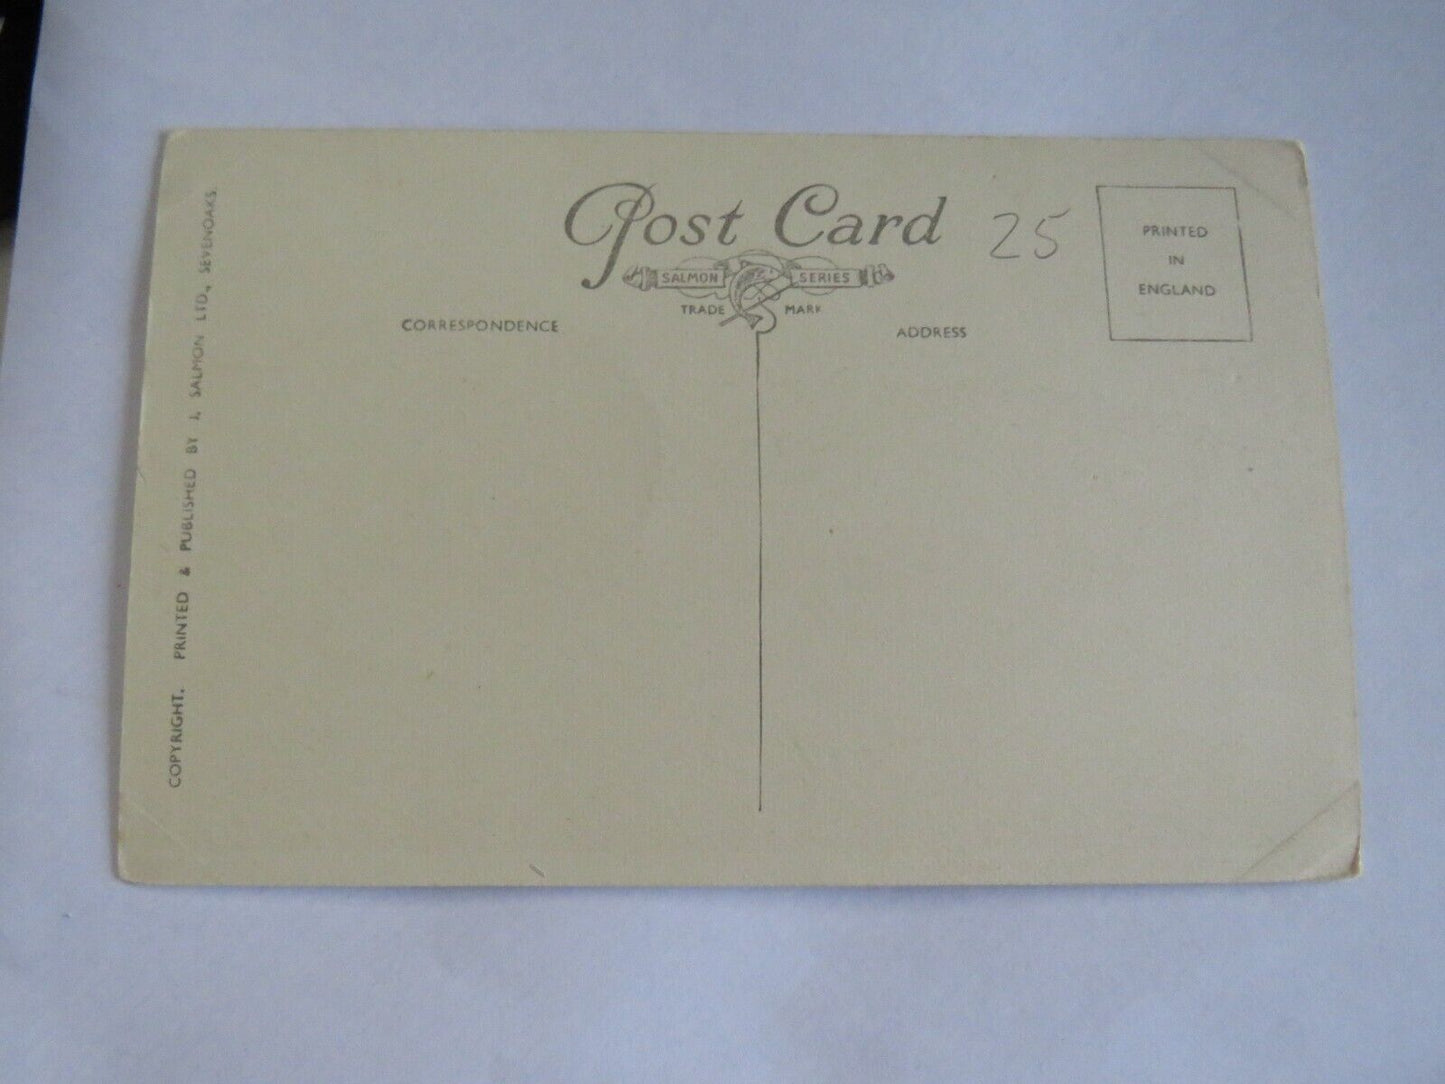 Post Card
25
SALMON SERIES
TRADE MARK
PRINTED
IN
ENGLAND
CORRESPONDENCE
ADDRESS
COPYRIGHT. PRINTED & PUBLISHED BY J. SALMON LTD., SEVENOAKS.